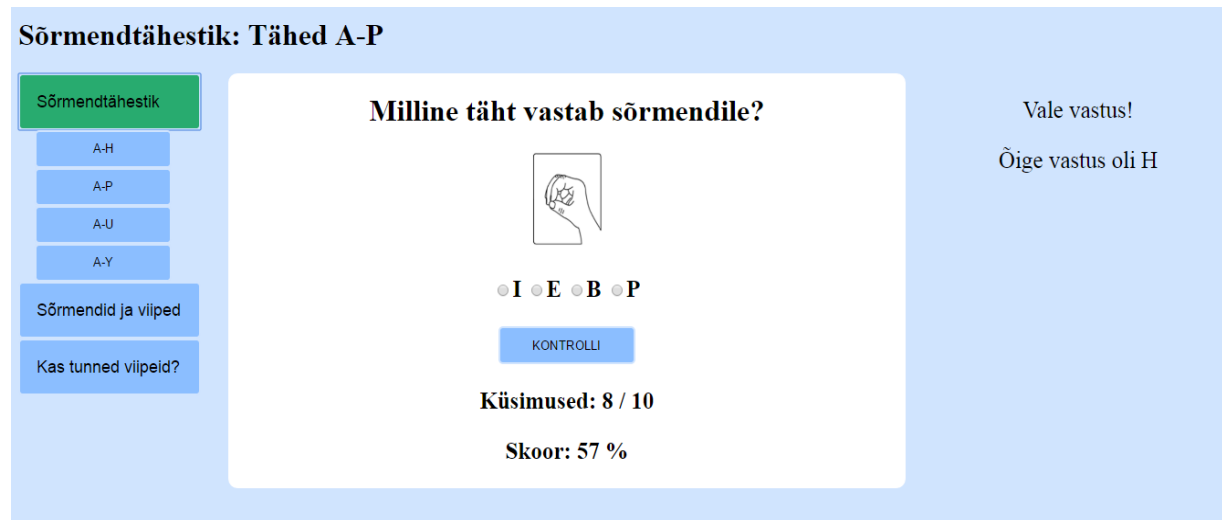 Sõrmendtähestik: Tähed A-P
Sõrmendtähestik
A-H
A-P
A-U
A-Y
Sõrmendid ja viiped
Kas tunned viipeid?
Milline täht vastab sõrmendile?
I E B P
KONTROLLI
Küsimused: 8 / 10
Skoor: 57 %
Vale vastus!
Õige vastus oli H